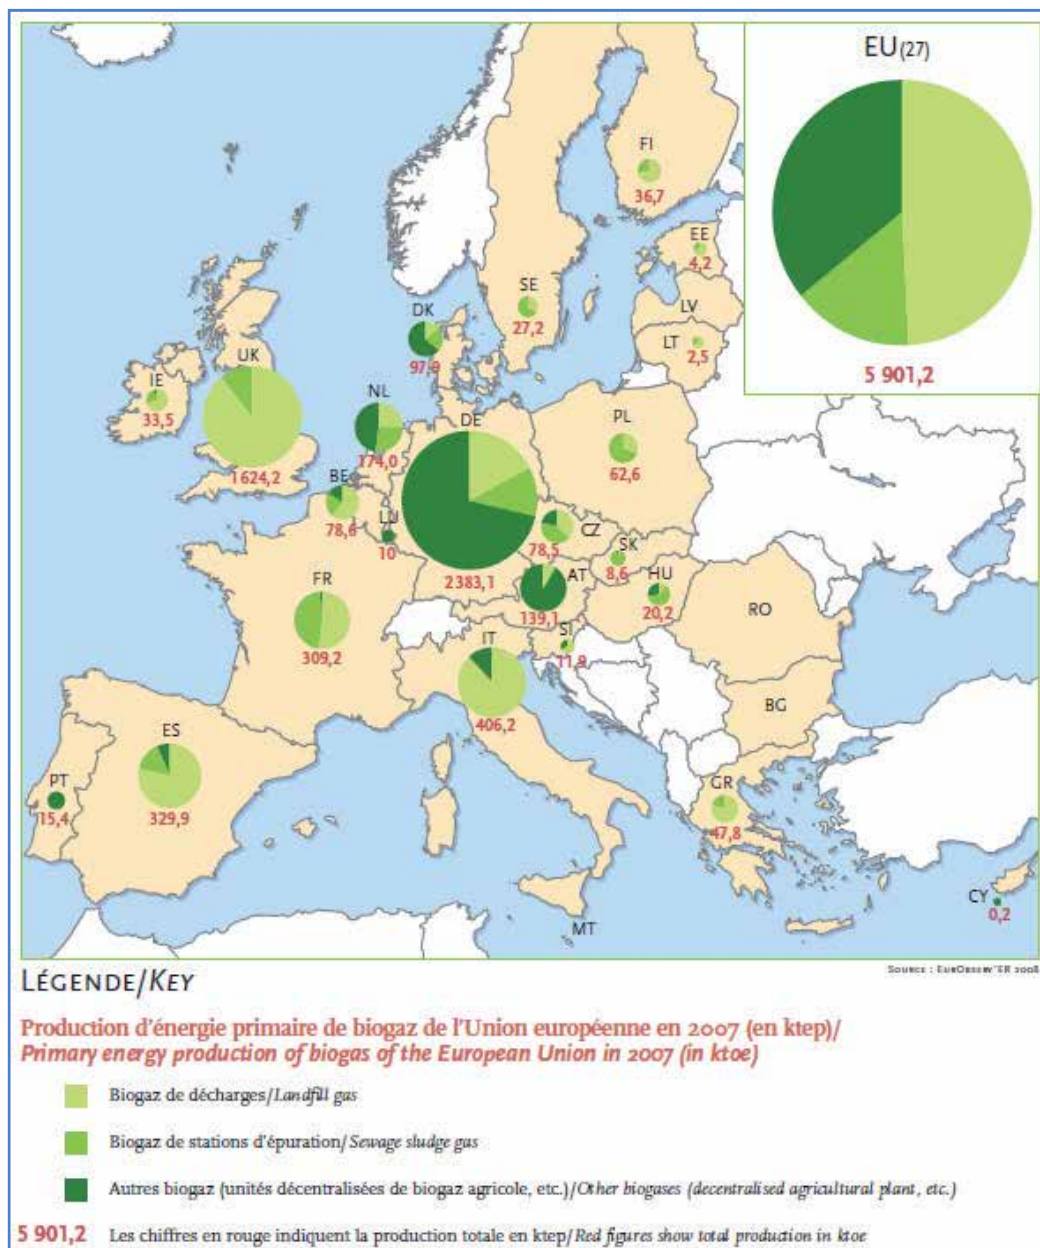 EU(27)
5 901,2
FI
36,7
EE
4,2
SE
27,2
LV
LT
2,5
DK
97,9
UK
1 624,2
IE
33,5
NL
174,0
DE
2 383,1
PL
62,6
BE
78,6
LU
10
CZ
78,5
SK
8,6
FR
309,2
AT
139,1
HU
20,2
RO
SI
11,9
IT
406,2
BG
ES
329,9
PT
15,4
GR
47,8
CY
0,2
MT
SOURCE : EUROBSERV'ER 2008
LÉGENDE/KEY
Production d'énergie primaire de biogaz de l'Union européenne en 2007 (en ktep)/
Primary energy production of biogas of the European Union in 2007 (in ktoe)
Biogaz de décharges/Landfill gas
Biogaz de stations d'épuration/Sewage sludge gas
Autres biogaz (unités décentralisées de biogaz agricole, etc.)/Other biogases (decentralised agricultural plant, etc.)
5 901,2 Les chiffres en rouge indiquent la production totale en ktep/Red figures show total production in ktoe